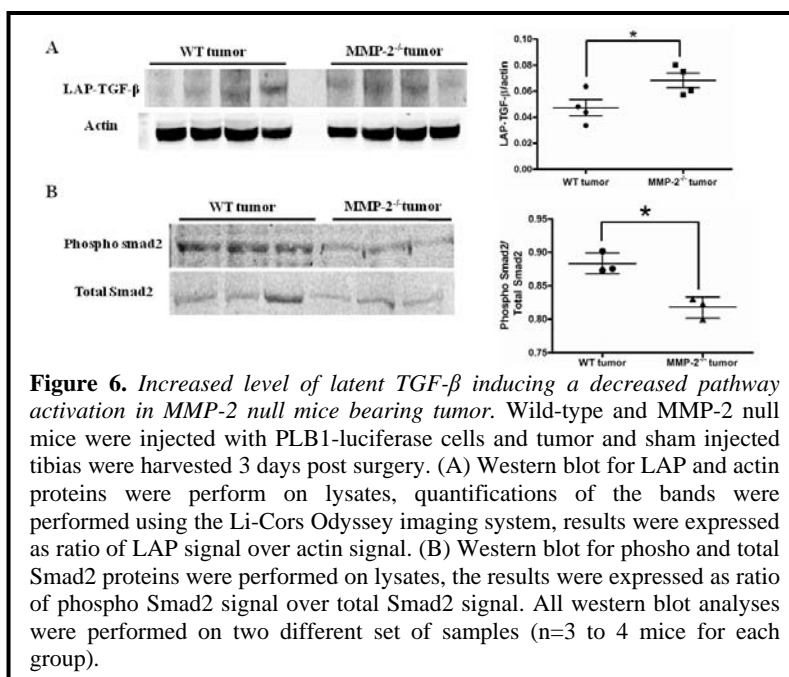 A
WT tumor
MMP-2-/-tumor
LAP-TGF-β
Actin
*
0.10
0.08
0.06
0.04
0.02
0.00
LAP-TGF-β/actin
WT tumor
MMP-2-/- tumor
B
WT tumor
MMP-2-/-tumor
Phospho smad2
Total Smad2
*
0.95
0.90
0.85
0.80
0.75
Phospho Smad2/
Total Smad2
WT tumor
MMP-2-/- tumor
Figure 6. Increased level of latent TGF-β inducing a decreased pathway
activation in MMP-2 null mice bearing tumor. Wild-type and MMP-2 null
mice were injected with PLB1-luciferase cells and tumor and sham injected
tibias were harvested 3 days post surgery. (A) Western blot for LAP and actin
proteins were perform on lysates, quantifications of the bands were
performed using the Li-Cors Odyssey imaging system, results were expressed
as ratio of LAP signal over actin signal. (B) Western blot for phosho and total
Smad2 proteins were performed on lysates, the results were expressed as ratio
of phospho Smad2 signal over total Smad2 signal. All western blot analyses
were performed on two different set of samples (n=3 to 4 mice for each
group).